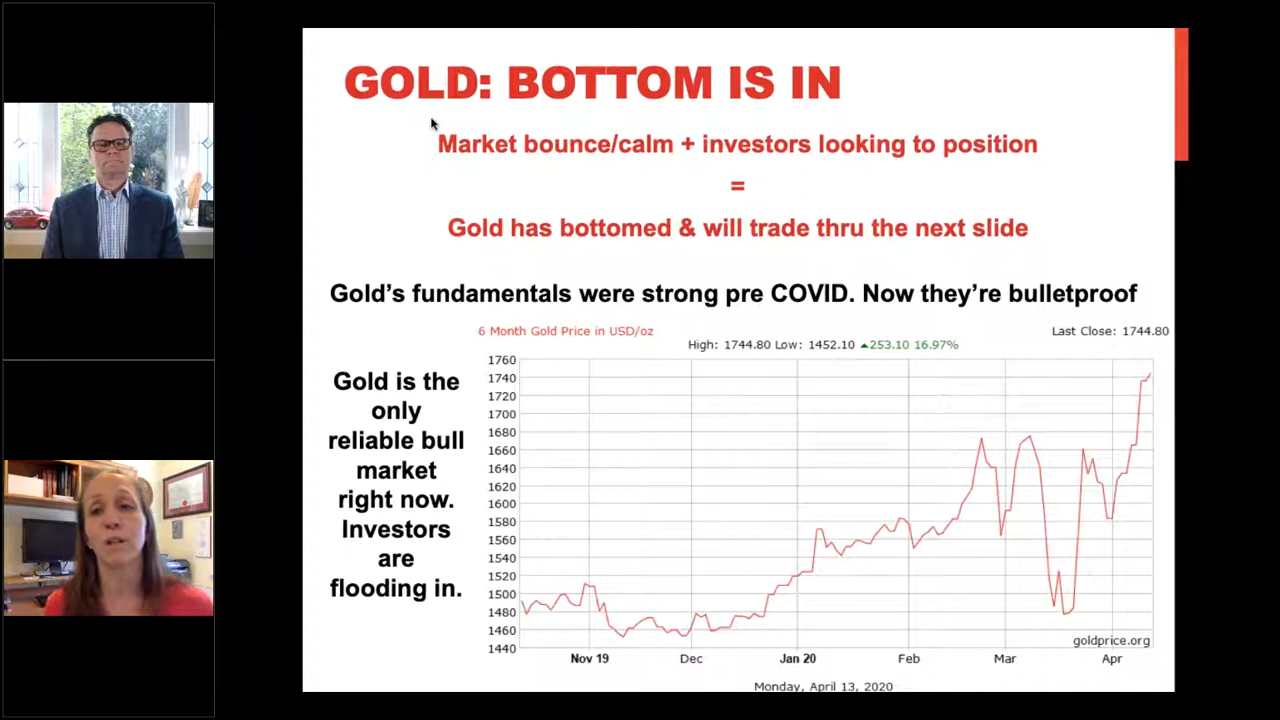 GOLD: BOTTOM IS IN
Market bounce/calm + investors looking to position
=
Gold has bottomed & will trade thru the next slide
Gold's fundamentals were strong pre COVID. Now they're bulletproof
6 Month Gold Price in USD/oz
Last Close: 1744.80
High: 1744.80 Low: 1452.10 ▲253.10 16.97%
Gold is the
only
reliable bull
market
right now.
Investors
are
flooding in.
1760
1740
1720
1700
1680
1660
1640
1620
1600
1580
1560
1540
1520
1500
1480
1460
1440
goldprice.org
Nov 19 Dec Jan 20 Feb Mar Apr
Monday, April 13, 2020